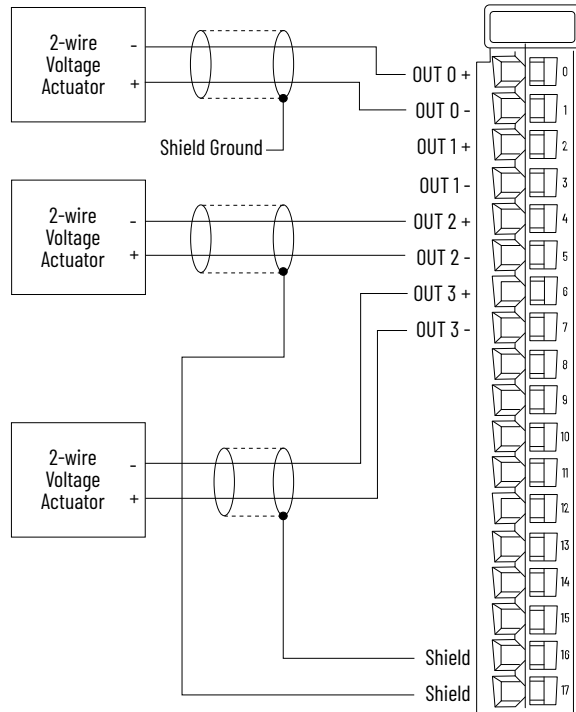 2-wire
Voltage
Actuator
-
+
Shield Ground
2-wire
Voltage
Actuator
-
+
2-wire
Voltage
Actuator
-
+
OUT 0 +
OUT 0 -
OUT 1 +
OUT 1 -
OUT 2 +
OUT 2 -
OUT 3 +
OUT 3 -
Shield
Shield
0
1
2
3
4
5
6
7
8
9
10
11
12
13
14
15
16
17